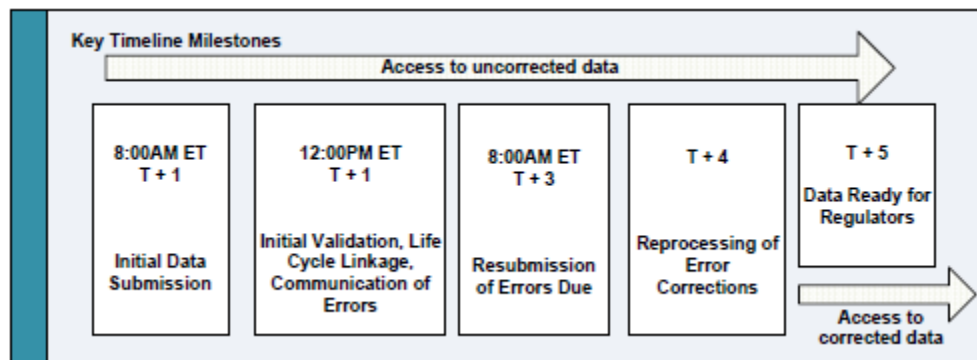 Key Timeline Milestones
Access to uncorrected data
8:00AM ET
T + 1
Initial Data
Submission
12:00PM ET
T + 1
Initial Validation, Life
Cycle Linkage,
Communication of
Errors
8:00AM ET
T + 3
Resubmission
of Errors Due
T + 4
Reprocessing of
Error
Corrections
T + 5
Data Ready for
Regulators
Access to
corrected data